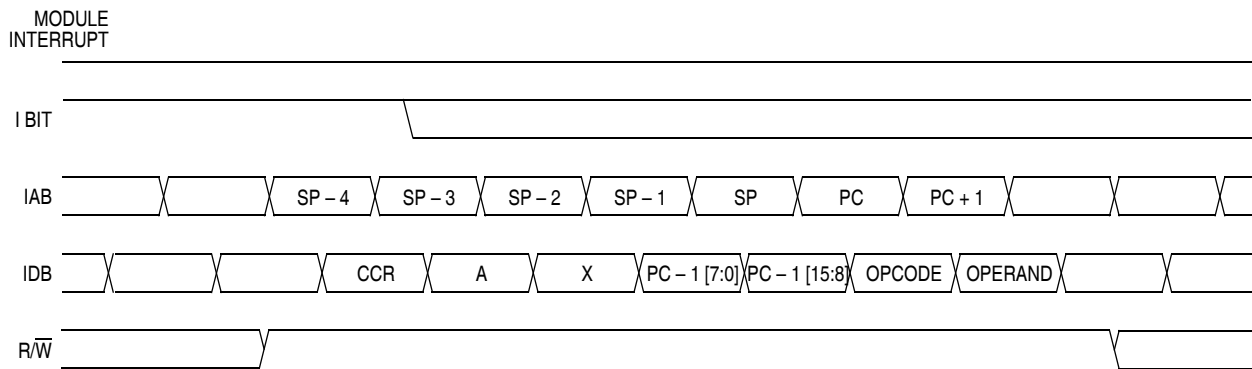 MODULE
INTERRUPT
I BIT
IAB SP – 4 SP – 3 SP – 2 SP – 1 SP PC PC + 1
IDB CCR A X PC – 1 [7:0] PC – 1 [15:8] OPCODE OPERAND
R/W̅